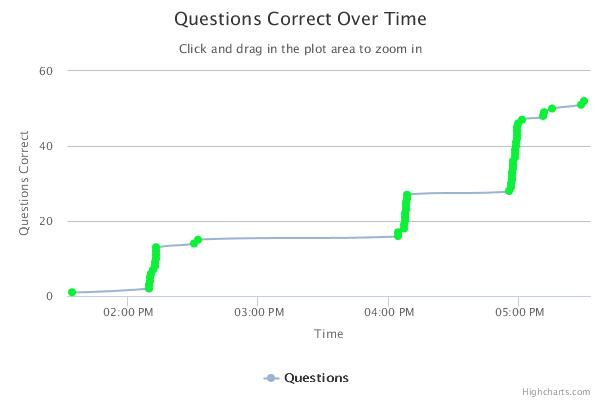 Questions Correct Over Time
Click and drag in the plot area to zoom in
Questions Correct
60
40
20
0
02:00 PM 03:00 PM 04:00 PM 05:00 PM
Time
Questions
Highcharts.com